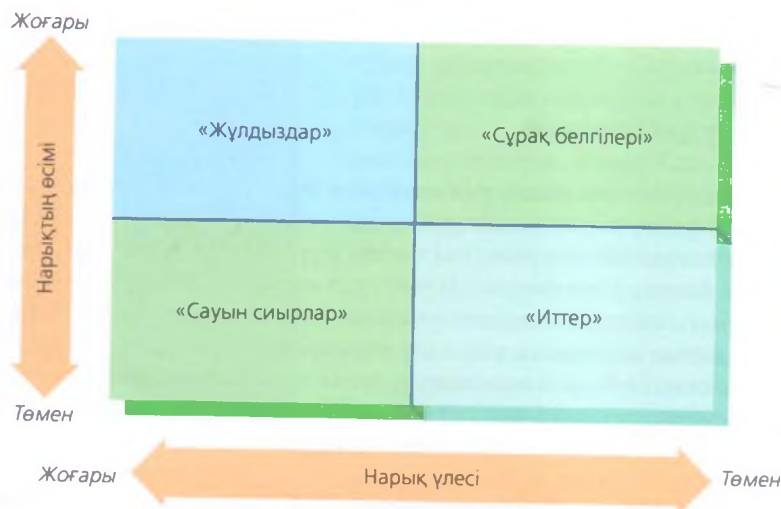 Жоғары
«Жұлдыздар»
«Сұрақ белгілері»
Нарықтың өсімі
«Сауын сиырлар»
«Иттер»
Төмен
Жоғары
Нарық үлесі
Төмен